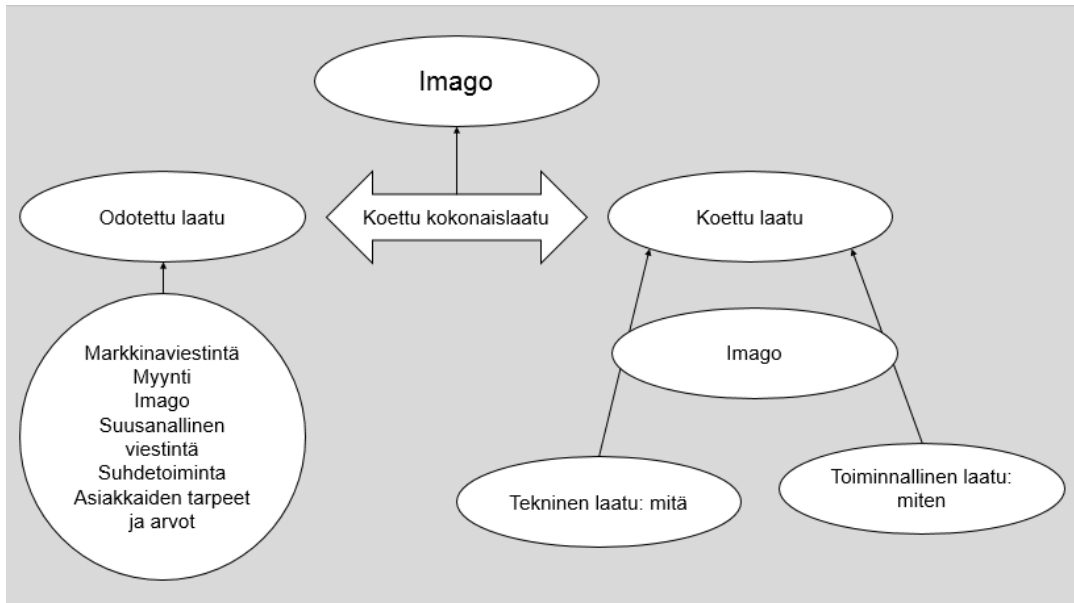 Imago
Odotettu laatu
Koettu kokonaislaatu
Koettu laatu
Markkinaviestintä
Myynti
Imago
Suusanallinen
viestintä
Suhdetoiminta
Asiakkaiden tarpeet
ja arvot
Imago
Tekninen laatu: mitä
Toiminnallinen laatu:
miten